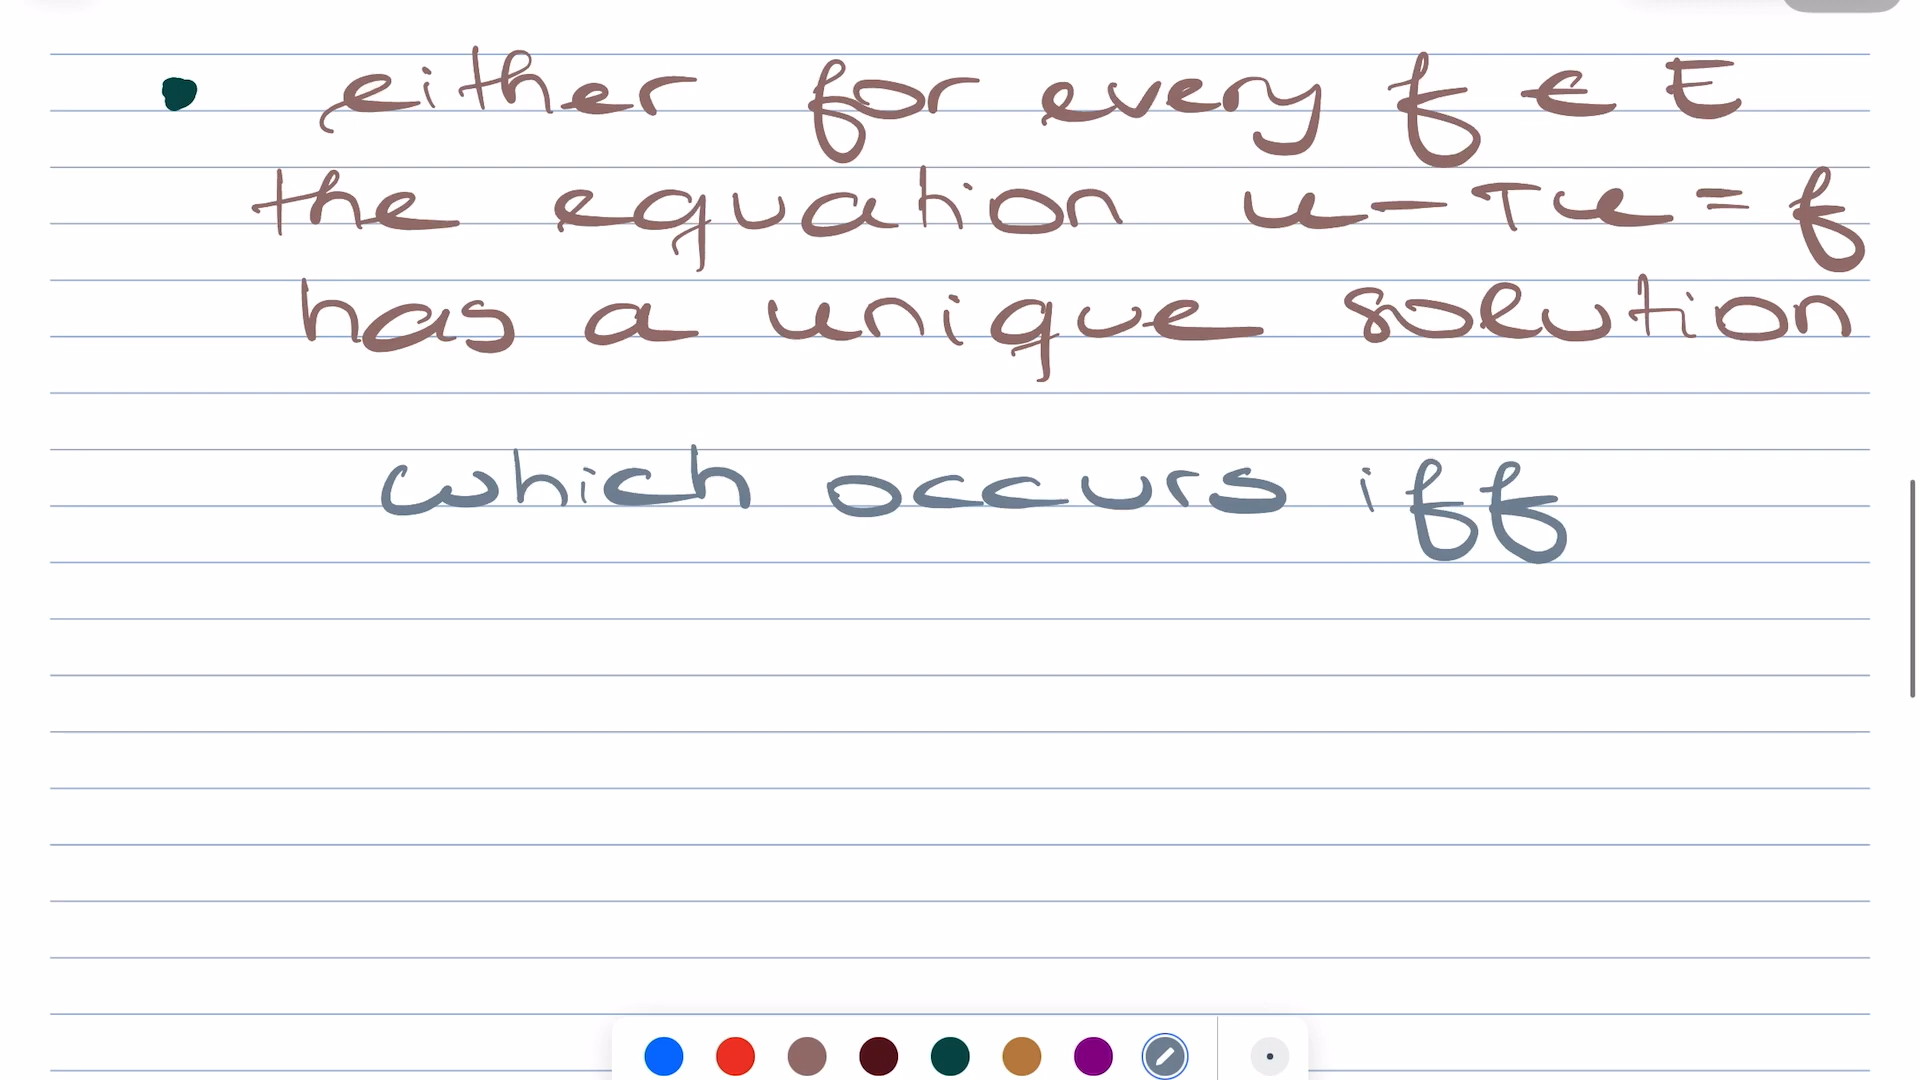 • either for every f ∈ E
the equation u - Tu = f
has a unique solution
which occurs iff